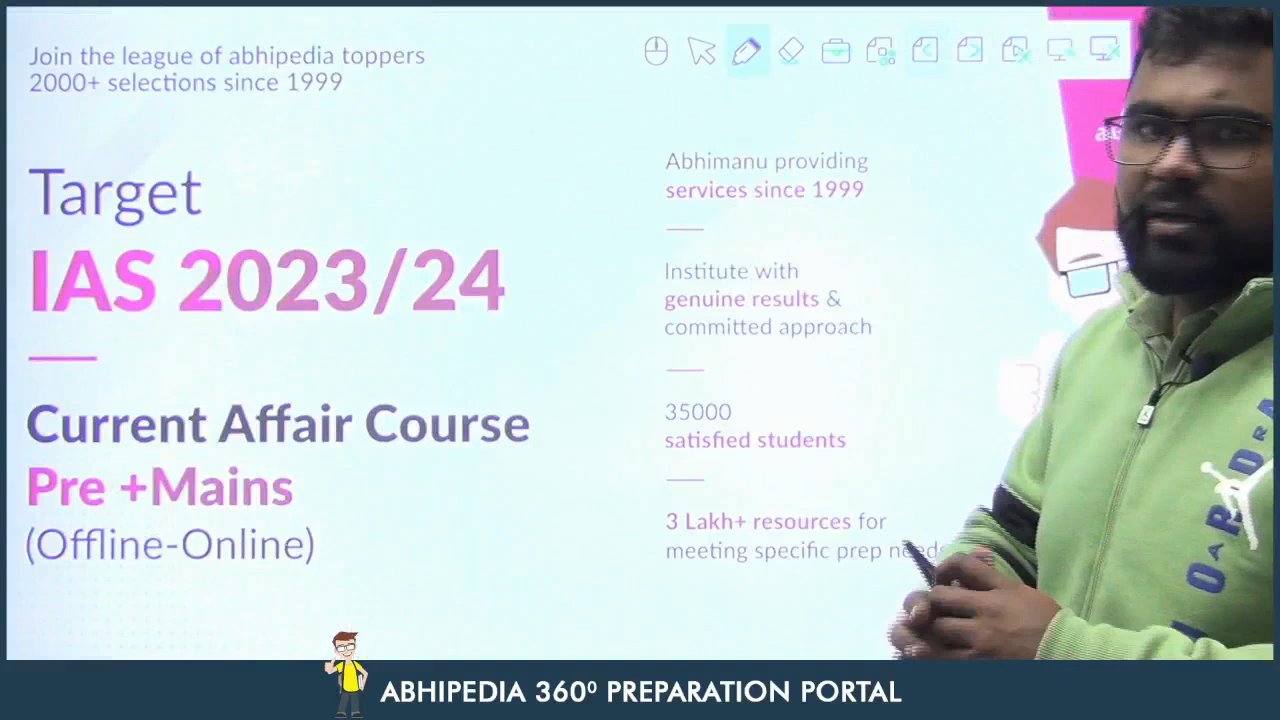 Join the league of abhipedia toppers
2000+ selections since 1999
Target
IAS 2023/24
Current Affair Course
Pre +Mains
(Offline-Online)
Abhimanu providing
services since 1999
Institute with
genuine results &
committed approach
35000
satisfied students
3 Lakh+ resources for
meeting specific prep needs
JORDAN
ABHIPEDIA 360⁰ PREPARATION PORTAL